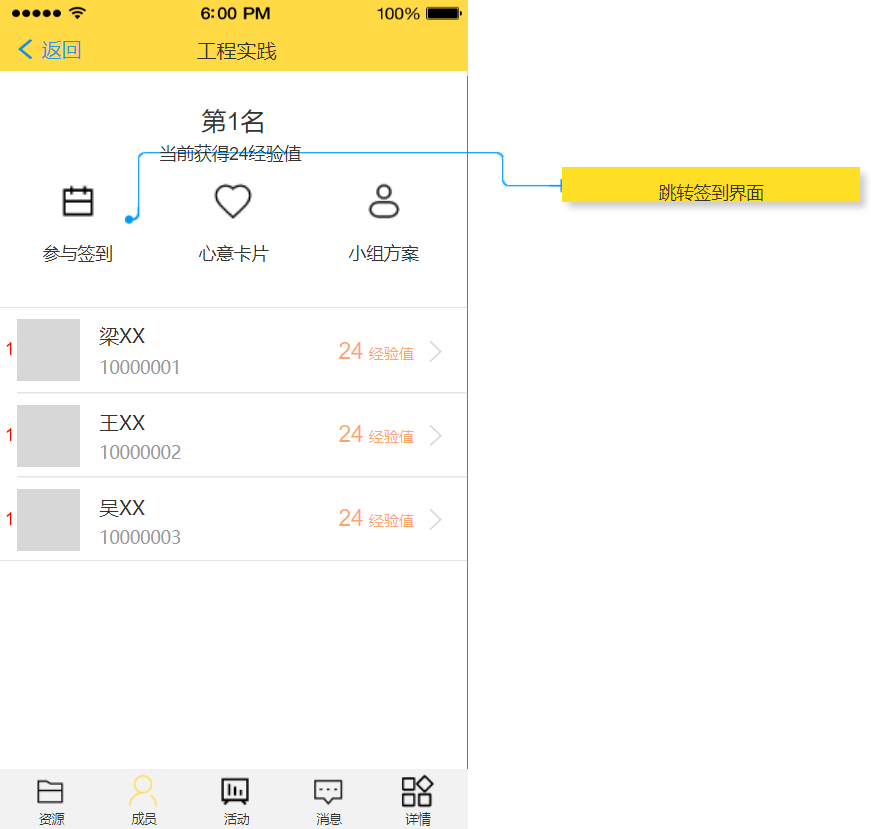 6:00 PM 100%
返回 工程实践
第1名
当前获得24经验值
跳转签到界面
参与签到 心意卡片 小组方案
1 梁XX 24 经验值
10000001
1 王XX 24 经验值
10000002
1 吴XX 24 经验值
10000003
资源 成员 活动 消息 详情